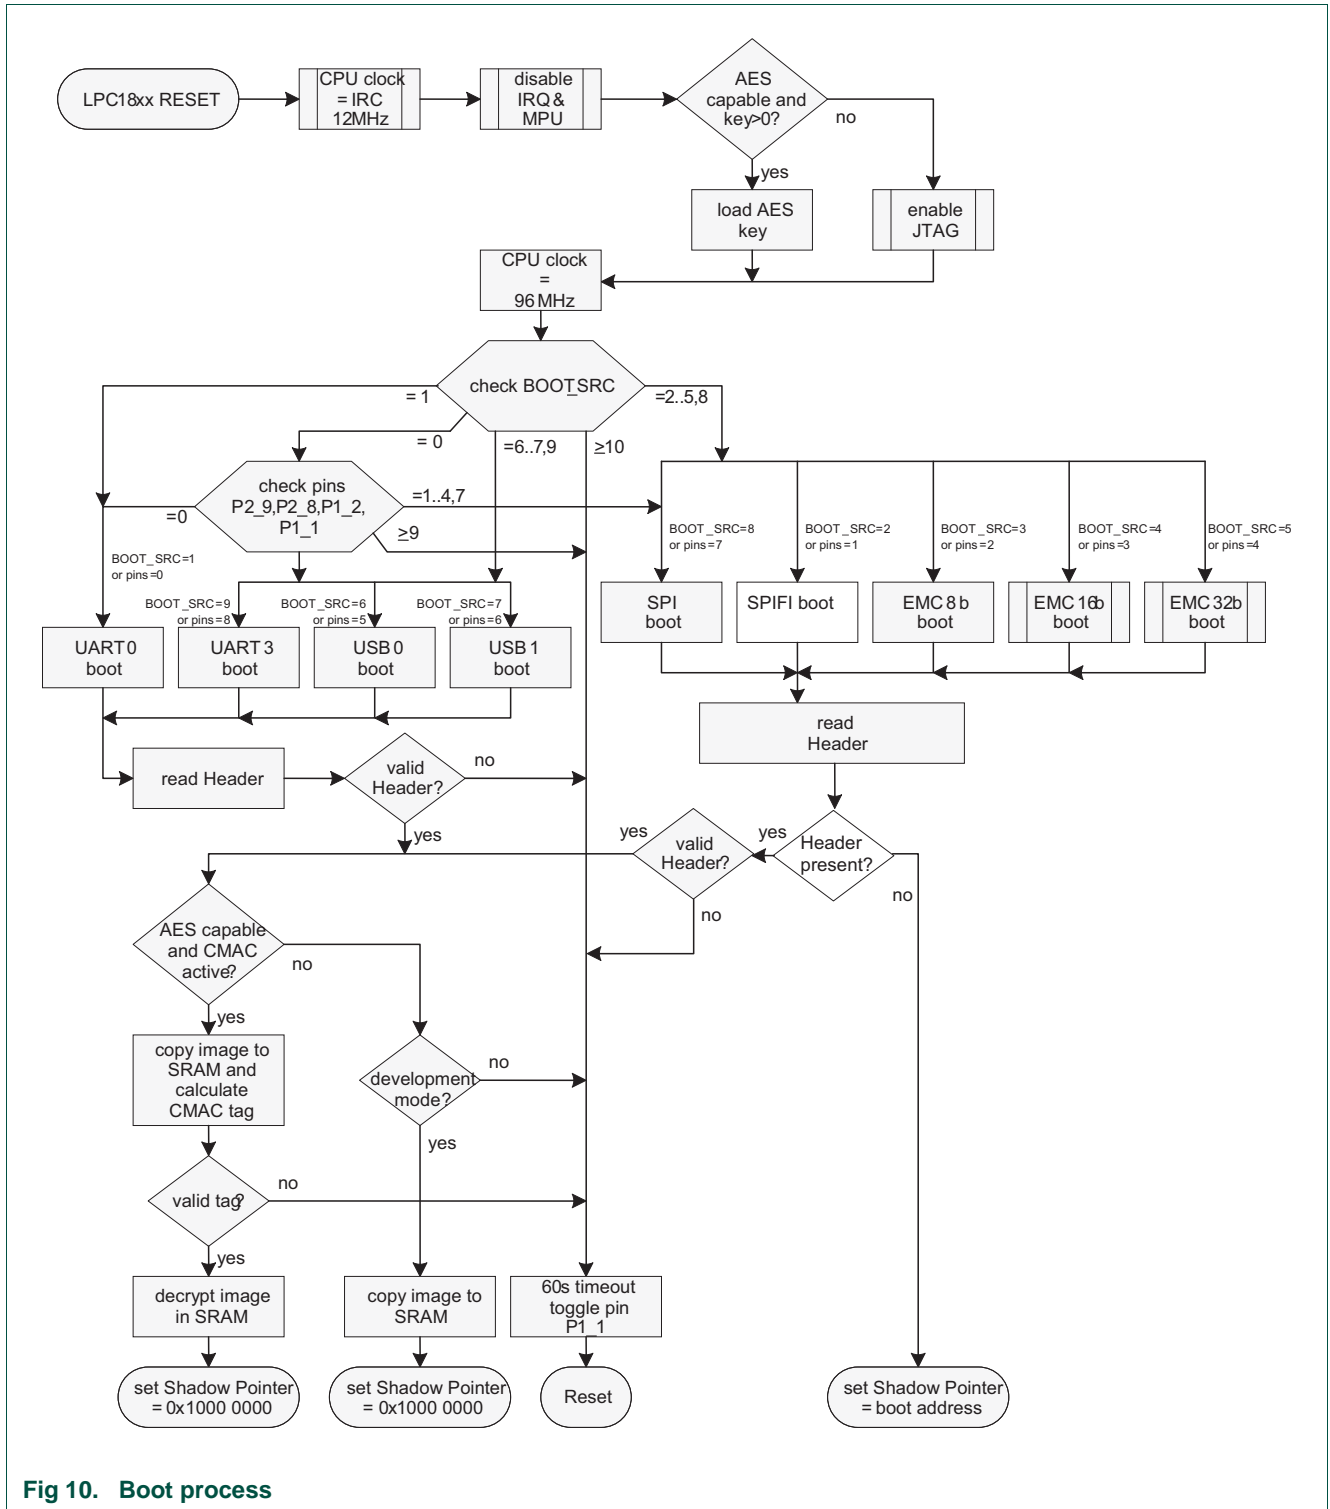 LPC18xx RESET
CPU clock
= IRC
12MHz
disable
IRQ &
MPU
AES
capable and
key>0?
no
yes
load AES
key
enable
JTAG
CPU clock
=
96 MHz
check BOOT_SRC
= 1
=2..5,8
= 0
=6..7,9
≥10
check pins
P2_9,P2_8,P1_2,
P1_1
=0
=1..4,7
≥9
BOOT_SRC=1
or pins=0
BOOT_SRC=9
or pins=8
BOOT_SRC=6
or pins=5
BOOT_SRC=7
or pins=6
BOOT_SRC=8
or pins=7
BOOT_SRC=2
or pins=1
BOOT_SRC=3
or pins=2
BOOT_SRC=4
or pins=3
BOOT_SRC=5
or pins=4
UART0
boot
UART3
boot
USB0
boot
USB1
boot
SPI
boot
SPIFI boot
EMC 8b
boot
EMC 16b
boot
EMC 32b
boot
read
Header
read Header
valid
Header?
no
yes
yes
valid
Header?
yes
Header
present?
no
no
AES capable
and CMAC
active?
no
yes
copy image to
SRAM and
calculate
CMAC tag
development
mode?
no
yes
valid tag?
no
yes
decrypt image
in SRAM
copy image to
SRAM
60s timeout
toggle pin
P1_1
set Shadow Pointer
= 0x1000 0000
set Shadow Pointer
= 0x1000 0000
Reset
set Shadow Pointer
= boot address
Fig 10. Boot process